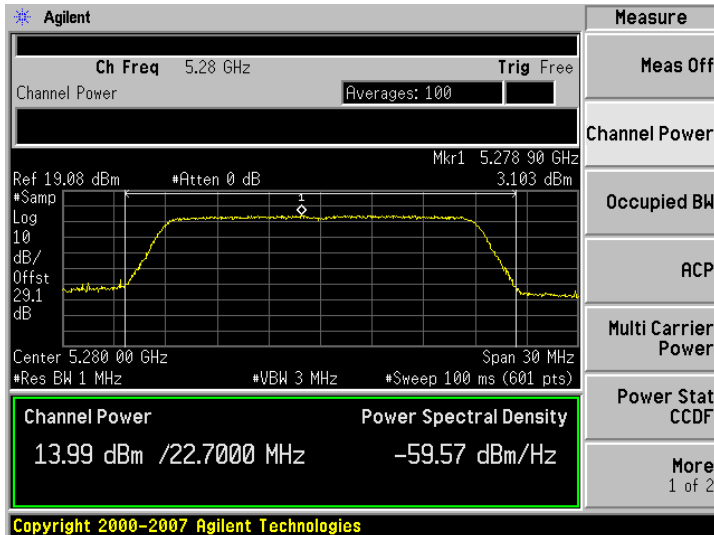 Agilent
Measure
Ch Freq 5.28 GHz Trig Free
Channel Power Averages: 100
Mkr1 5.278 90 GHz
Ref 19.08 dBm #Atten 0 dB 3.103 dBm
#Samp
Log
10
dB/
Offst
29.1
dB
1
Center 5.280 00 GHz Span 30 MHz
#Res BW 1 MHz #VBW 3 MHz #Sweep 100 ms (601 pts)
Channel Power Power Spectral Density
13.99 dBm /22.7000 MHz -59.57 dBm/Hz
Meas Off
Channel Power
Occupied BW
ACP
Multi Carrier
Power
Power Stat
CCDF
More
1 of 2
Copyright 2000-2007 Agilent Technologies